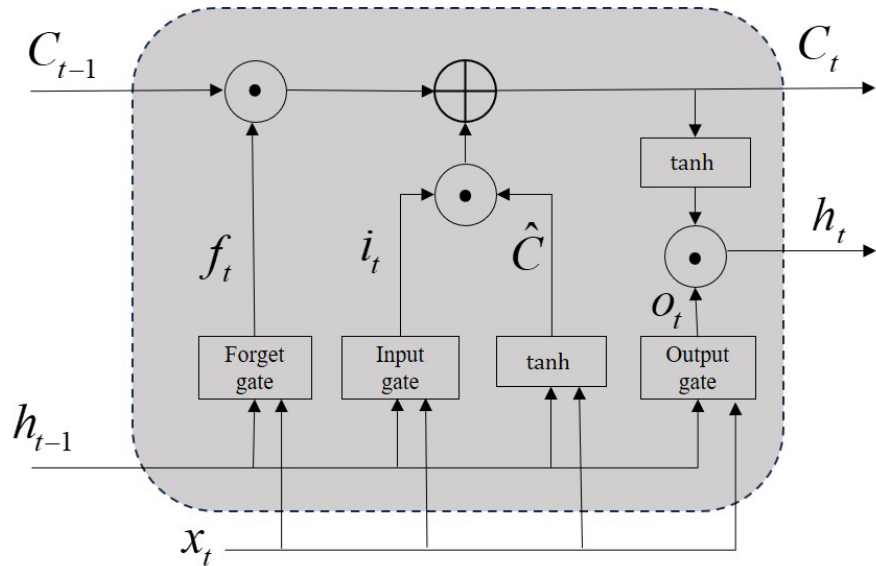 C_{t-1}
C_t
tanh
h_t
f_t
i_t
Ĉ
o_t
Forget
gate
Input
gate
tanh
Output
gate
h_{t-1}
x_t